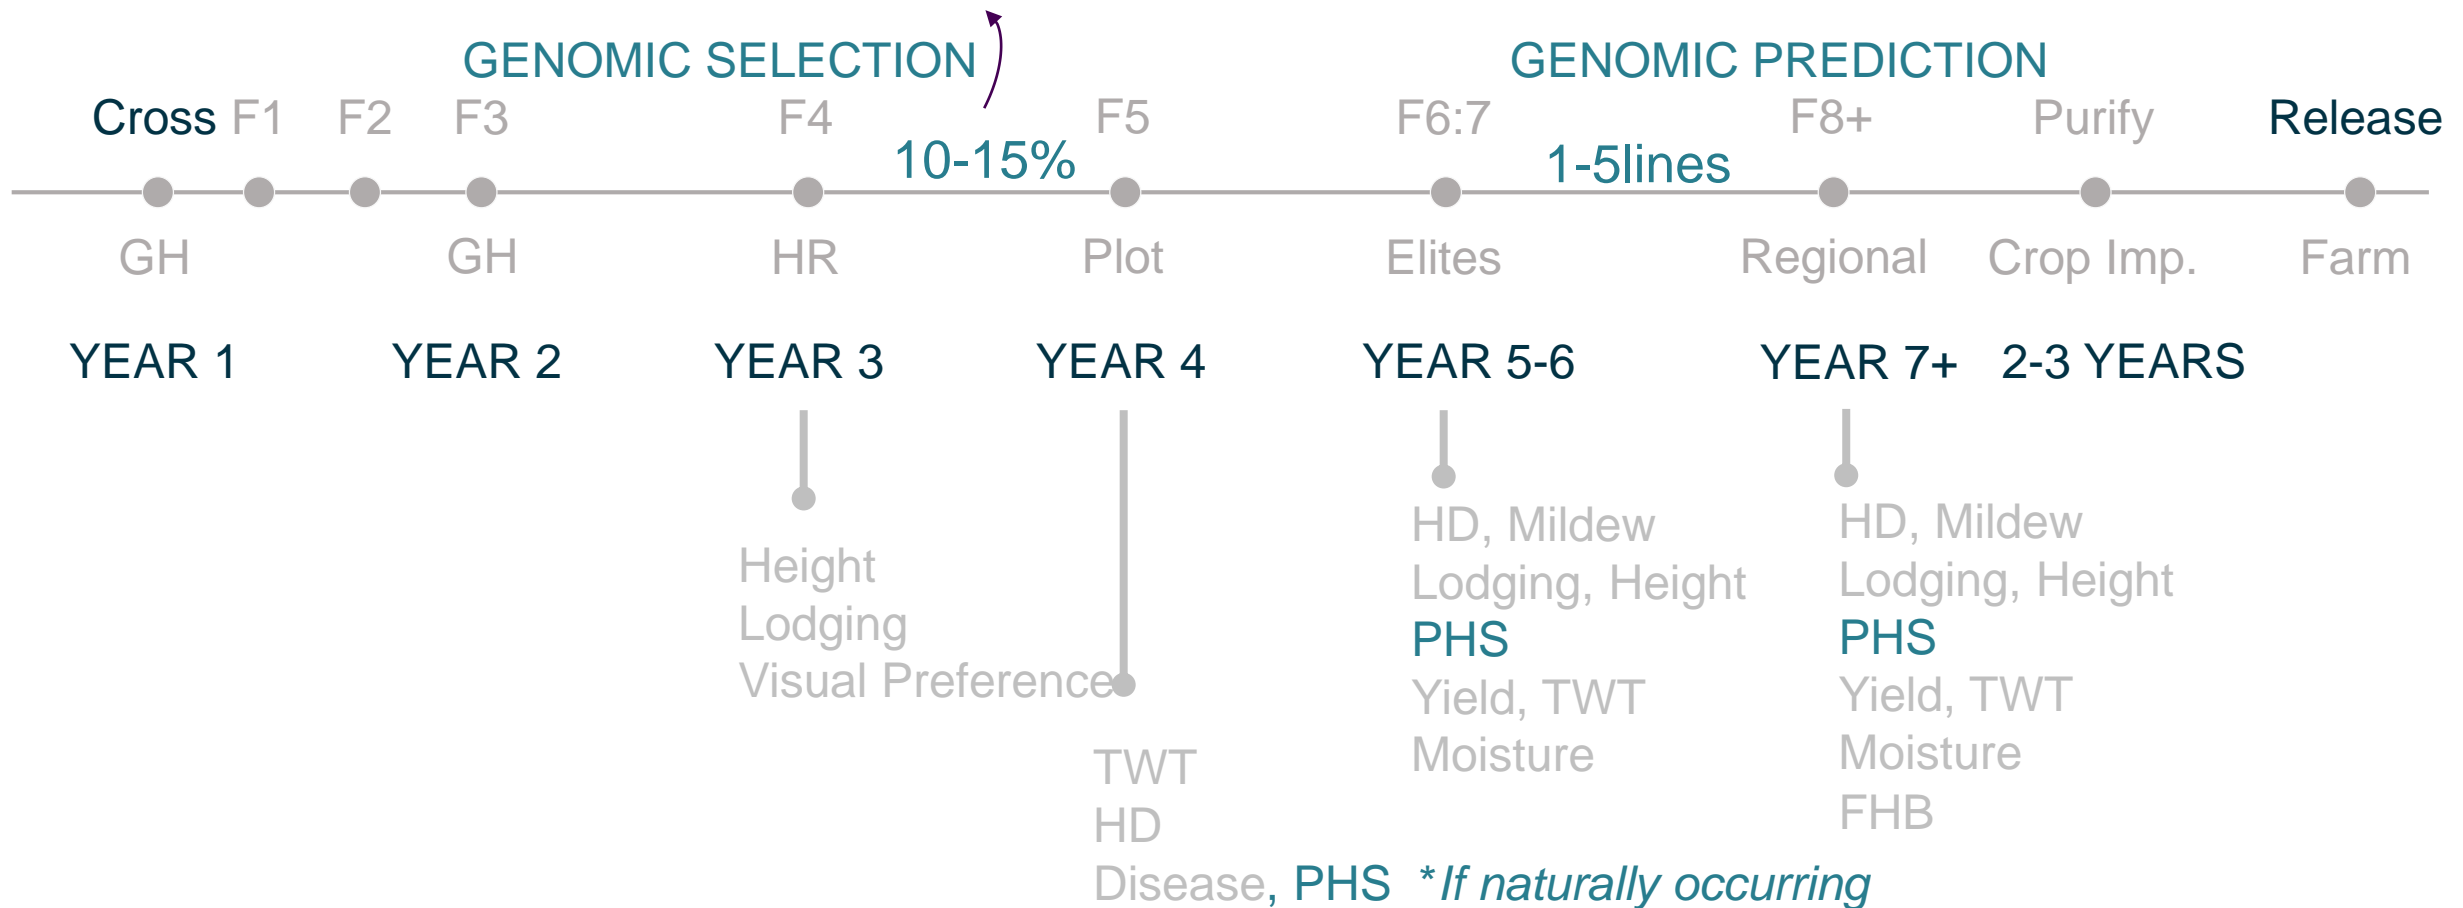 GENOMIC SELECTION GENOMIC PREDICTION
Cross F1 F2 F3 F4 F5 F6:7 F8+ Purify Release
10-15% 1-5lines
GH GH HR Plot Elites Regional Crop Imp. Farm
YEAR 1 YEAR 2 YEAR 3 YEAR 4 YEAR 5-6 YEAR 7+ 2-3 YEARS
Height
Lodging
Visual Preference
TWT
HD
Disease, PHS *If naturally occurring
HD, Mildew
Lodging, Height
PHS
Yield, TWT
Moisture
HD, Mildew
Lodging, Height
PHS
Yield, TWT
Moisture
FHB